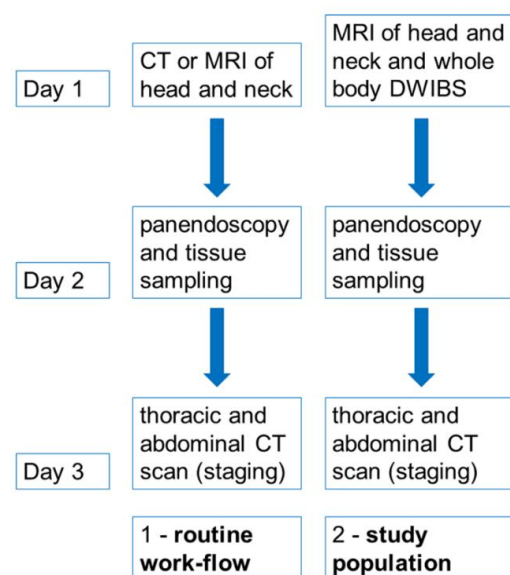 Day 1
CT or MRI of
head and neck
MRI of head and
neck and whole
body DWIBS
Day 2
panendoscopy
and tissue
sampling
panendoscopy
and tissue
sampling
Day 3
thoracic and
abdominal CT
scan (staging)
thoracic and
abdominal CT
scan (staging)
1 - routine
work-flow
2 - study
population